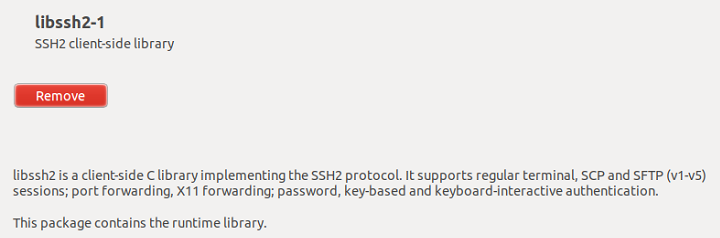 libssh2-1
SSH2 client-side library
Remove
libssh2 is a client-side C library implementing the SSH2 protocol. It supports regular terminal, SCP and SFTP (v1-v5)
sessions; port forwarding, X11 forwarding; password, key-based and keyboard-interactive authentication.
This package contains the runtime library.